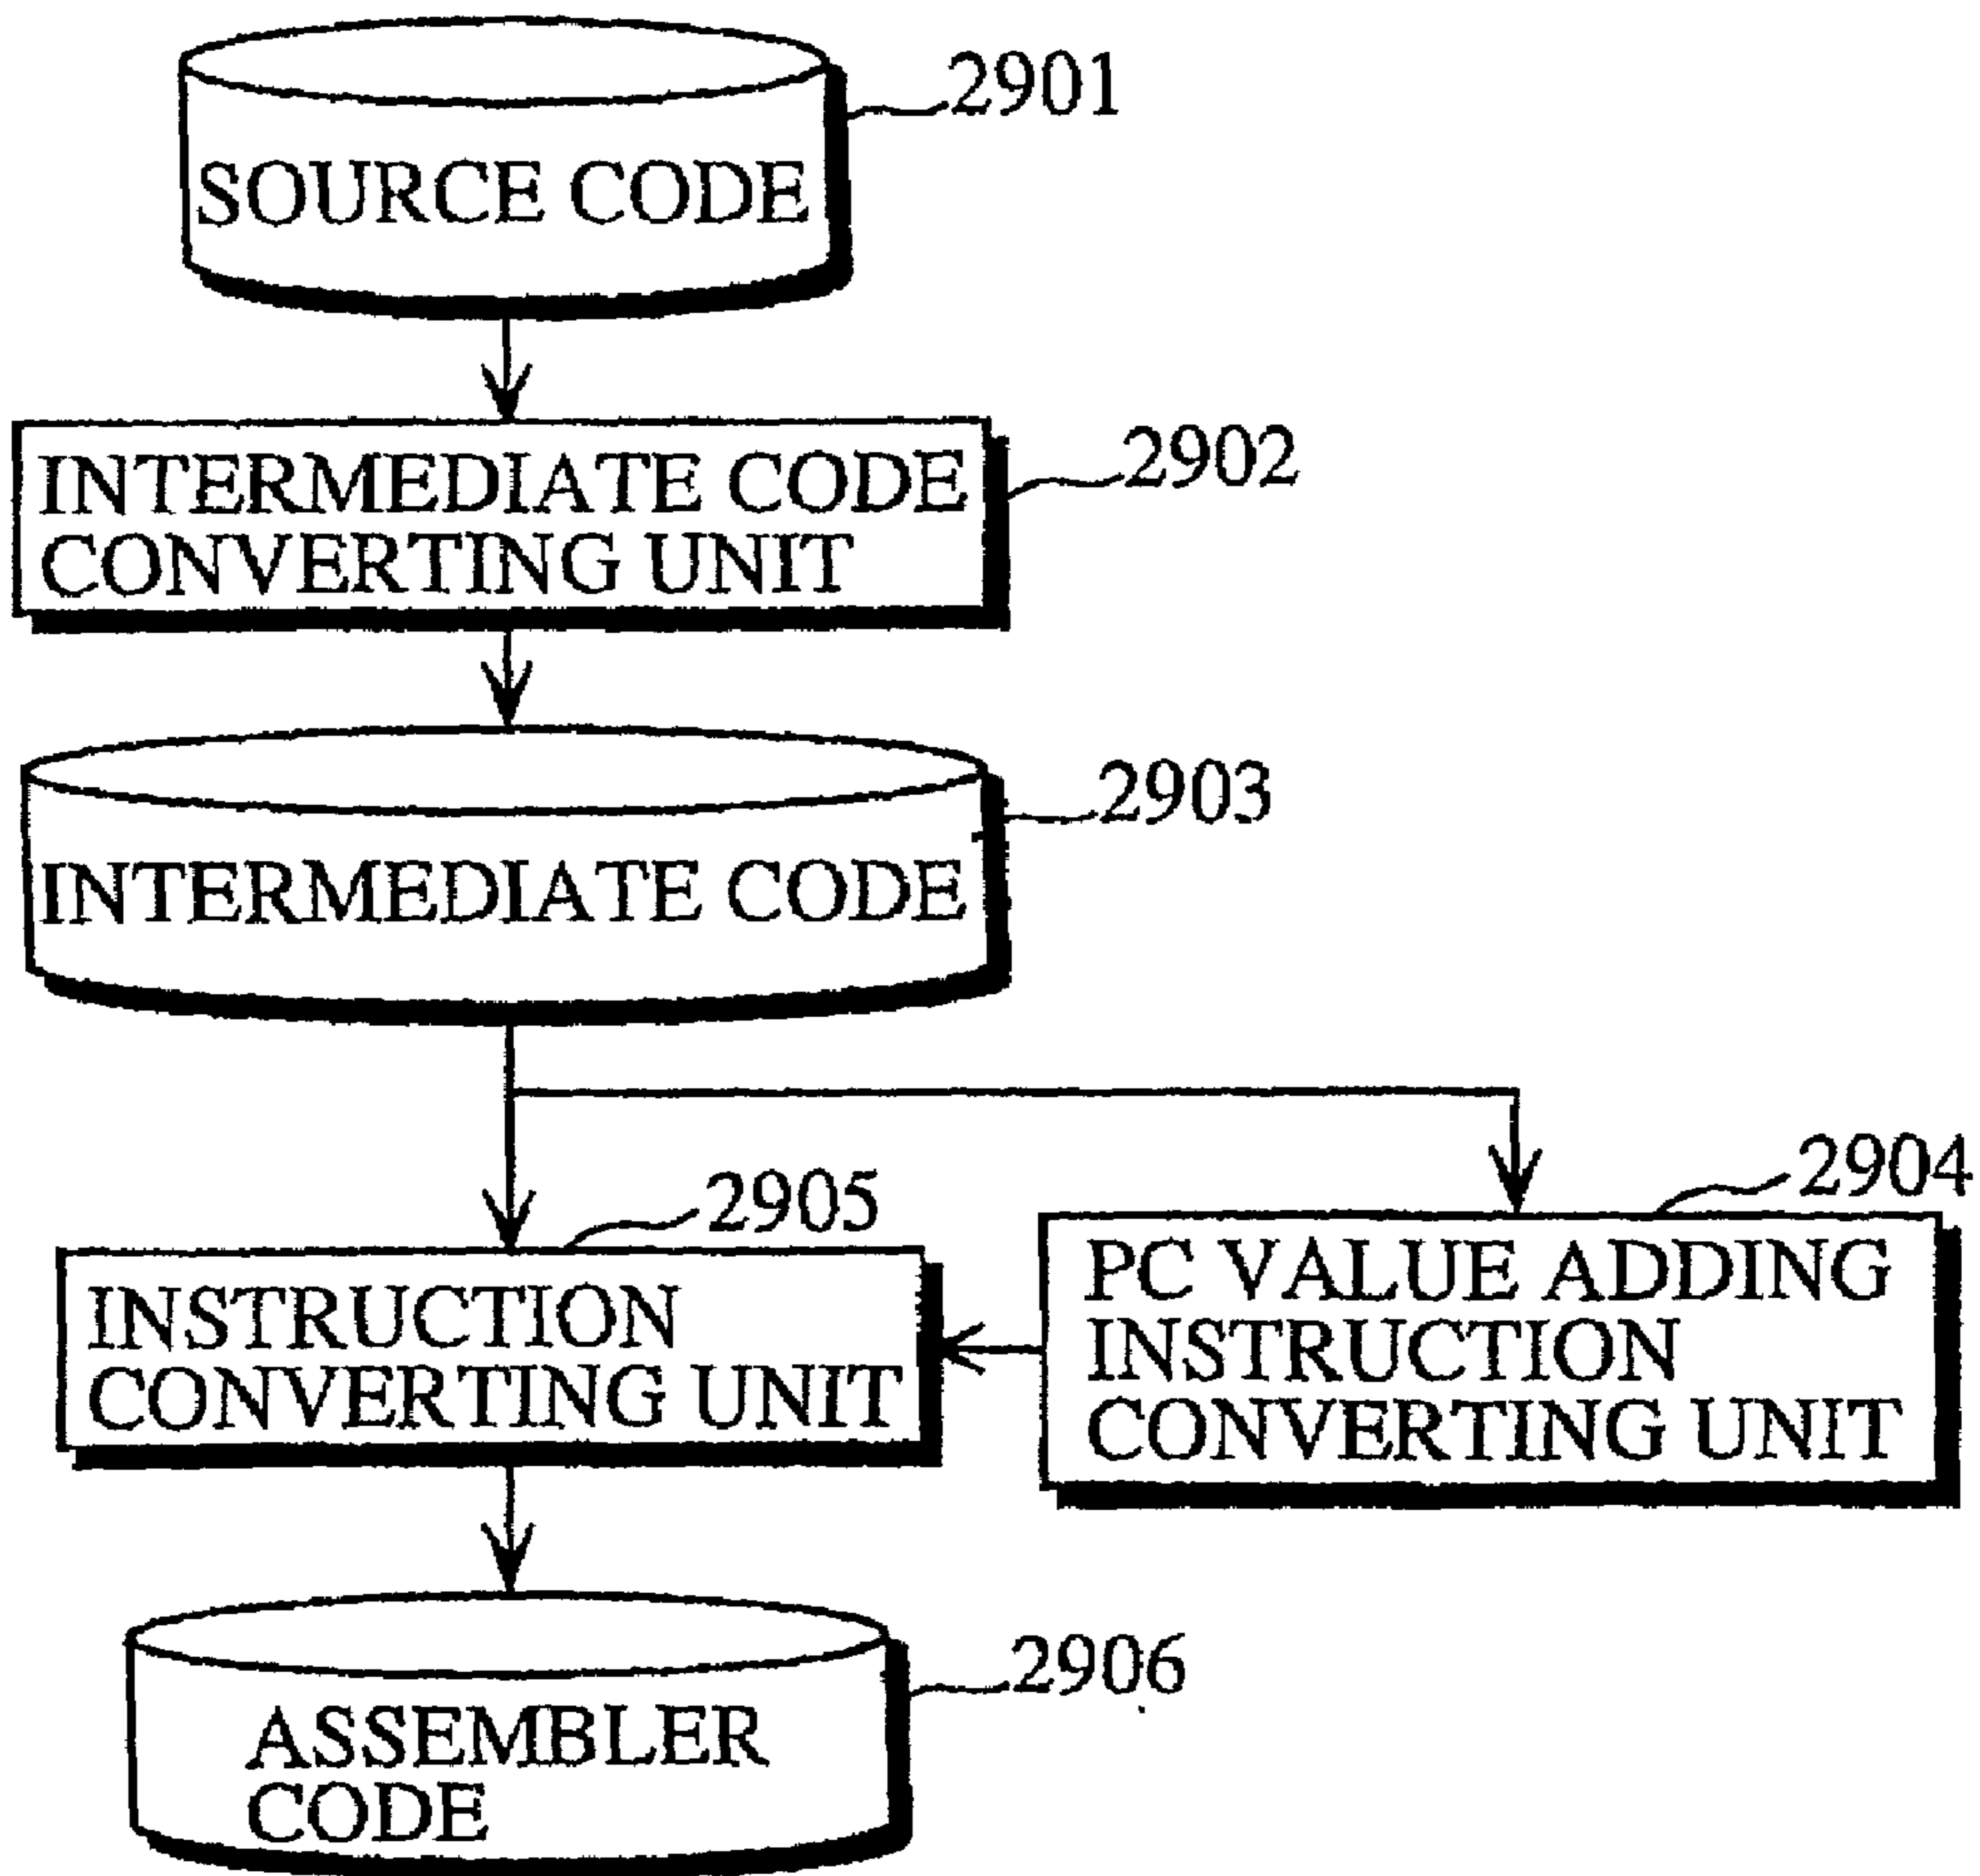 2901
SOURCE CODE
2902
INTERMEDIATE CODE
CONVERTING UNIT
2903
INTERMEDIATE CODE
2904
2905
PC VALUE ADDING
INSTRUCTION
CONVERTING UNIT
INSTRUCTION
CONVERTING UNIT
2906
ASSEMBLER
CODE